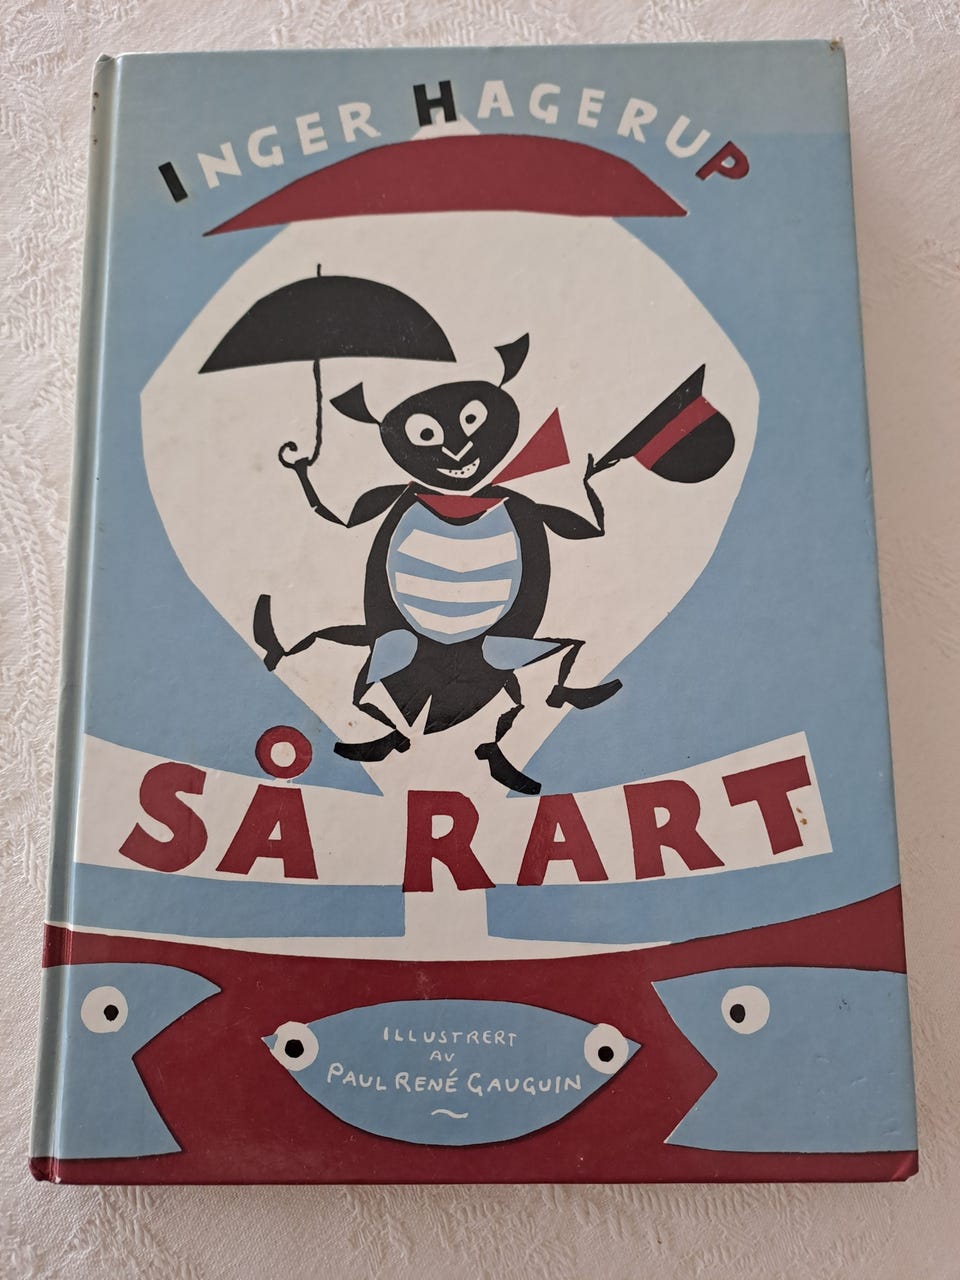 INGER HAGERUP
SÅ RART
ILLUSTRERT
AV
PAUL RENÉ GAUGUIN